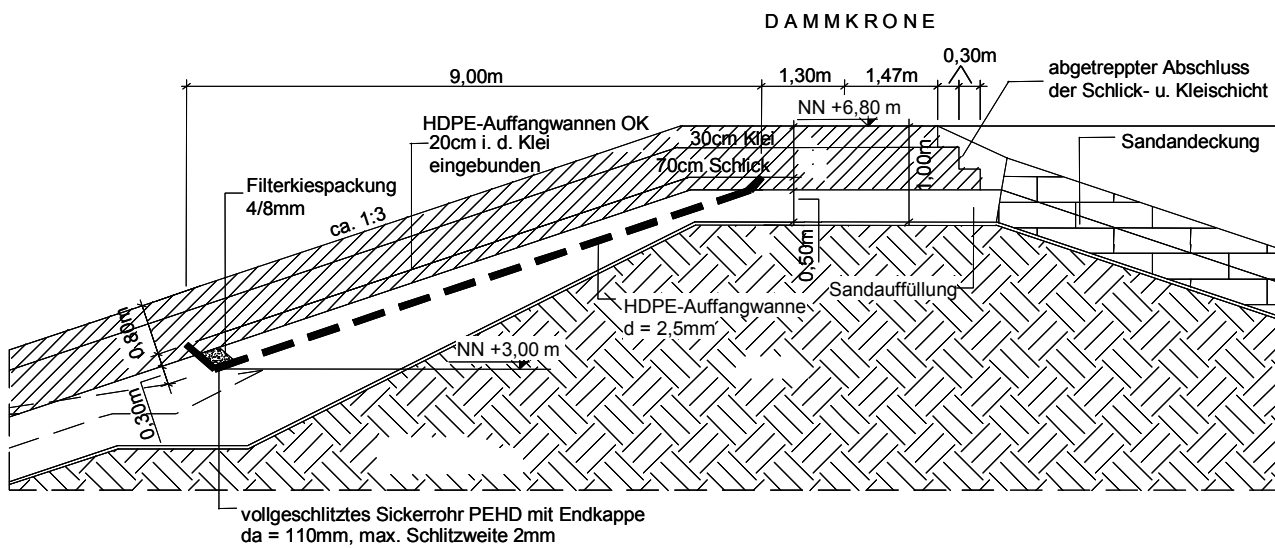 DAMMKRONE
0,30m
9,00m
1,30m
1,47m
abgetreppter Abschluss
der Schlick- u. Kleischicht
NN +6,80 m
HDPE-Auffangwannen OK
20cm i. d. Klei
eingebunden
30cm Klei
70cm Schlick
1,00m
Sandandeckung
Filterkiespackung
4/8mm
ca. 1:3
0,50m
Sandauffüllung
HDPE-Auffangwanne
d = 2,5mm
0,80m
NN +3,00 m
0,30m
vollgeschlitztes Sickerrohr PEHD mit Endkappe
da = 110mm, max. Schlitzweite 2mm